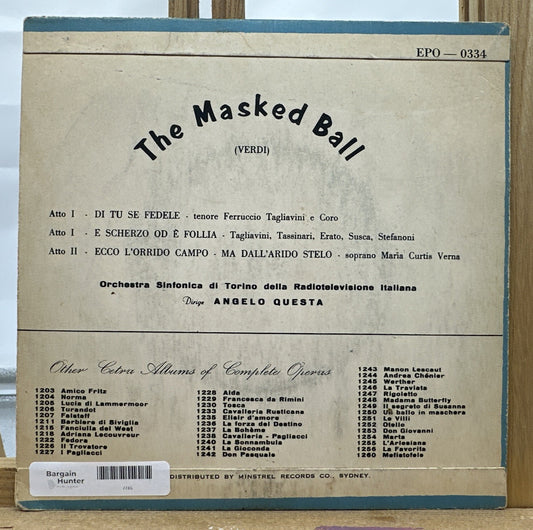 EPO — 0334
The Masked Ball
(VERDI)
Atto I - DI TU SE FEDELE - tenore Ferruccio Tagliavini e Coro
Atto I - E SCHERZO OD È FOLLIA - Tagliavini, Tassinari, Erato, Susca, Stefanoni
Atto II - ECCO L'ORRIDO CAMPO - MA DALL'ARIDO STELO - soprano Maria Curtis Verna
Orchestra Sinfonica di Torino della Radiotelevisione Italiana
Dirige ANGELO QUESTA
Other Cetra Albums of Complete Operas
1203 Amico Fritz
1204 Norma
1205 Lucia di Lammermoor
1206 Turandot
1207 Falstaff
1211 Barbiere di Siviglia
1215 Fanciulla del West
1218 Adriana Lecouvreur
1222 Fedora
1226 Il Trovatore
1227 I Pagliacci
1228 Aida
1229 Francesca da Rimini
1230 Tosca
1233 Cavalleria Rusticana
1235 Elisir d'amore
1236 La forza del Destino
1237 La Bohème
1238 Cavalleria - Pagliacci
1240 La Sonnambula
1241 La Gioconda
1242 Don Pasquale
1243 Manon Lescaut
1244 Andrea Chénier
1245 Werther
1246 La Traviata
1247 Rigoletto
1248 Madama Butterfly
1249 Il segreto di Susanna
1250 Un ballo in maschera
1251 Le Villi
1252 Otello
1253 Don Giovanni
1254 Marta
1255 L'Arlesiana
1256 La Favorita
1260 Mefistofele
DISTRIBUTED BY MINSTREL RECORDS CO., SYDNEY.
Bargain
Hunter